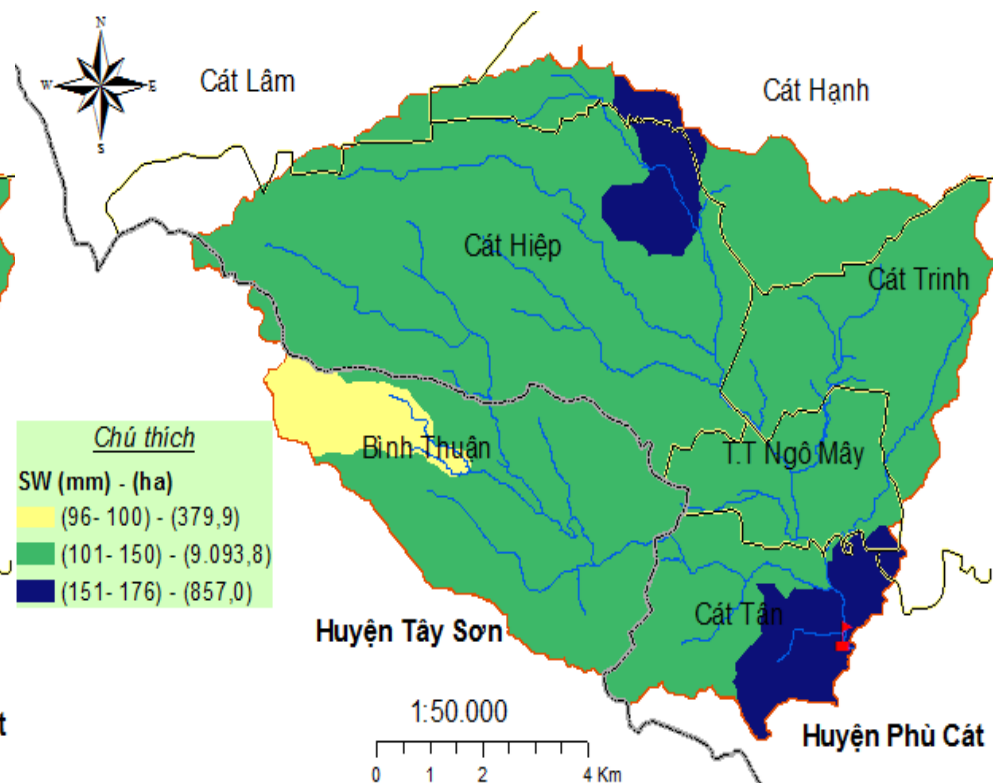 N
W
E
S
Cát Lâm
Cát Hạnh
Cát Hiệp
Cát Trinh
Bình Thuận
T.T Ngô Mây
Chú thích
SW (mm) - (ha)
(96- 100) - (379,9)
(101- 150) - (9.093,8)
(151- 176) - (857,0)
Cát Tân
Huyện Tây Sơn
1:50.000
Huyện Phù Cát
t
0 1 2 4 Km